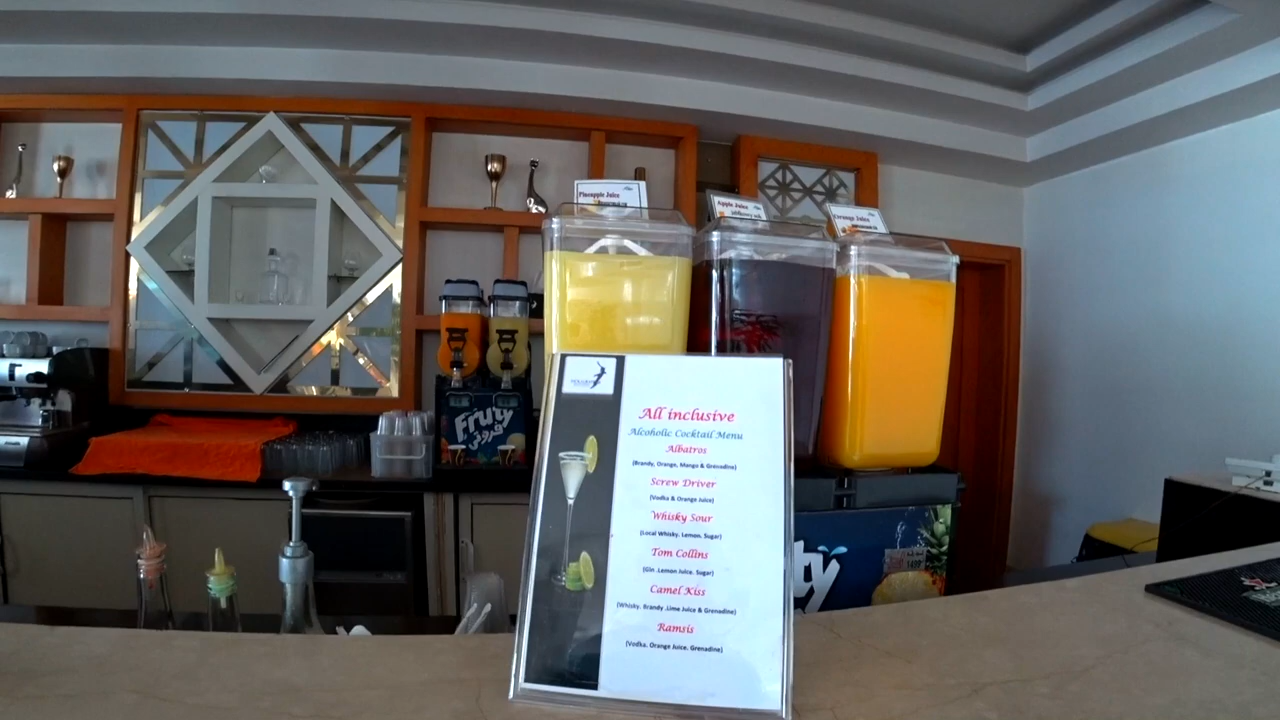 Pineapple Juice
Apple Juice
Orange Juice
Fruty
فروتي
All inclusive
Alcoholic Cocktail Menu
Albatros
(Brandy, Orange, Mango & Grenadine)
Screw Driver
(Vodka & Orange Juice)
Whisky Sour
(Local Whisky. Lemon, Sugar)
Tom Collins
(Gin .Lemon Juice. Sugar)
Camel Kiss
(Whisky. Brandy .Lime Juice & Grenadine)
Ramsis
(Vodka. Orange Juice. Grenadine)
ty